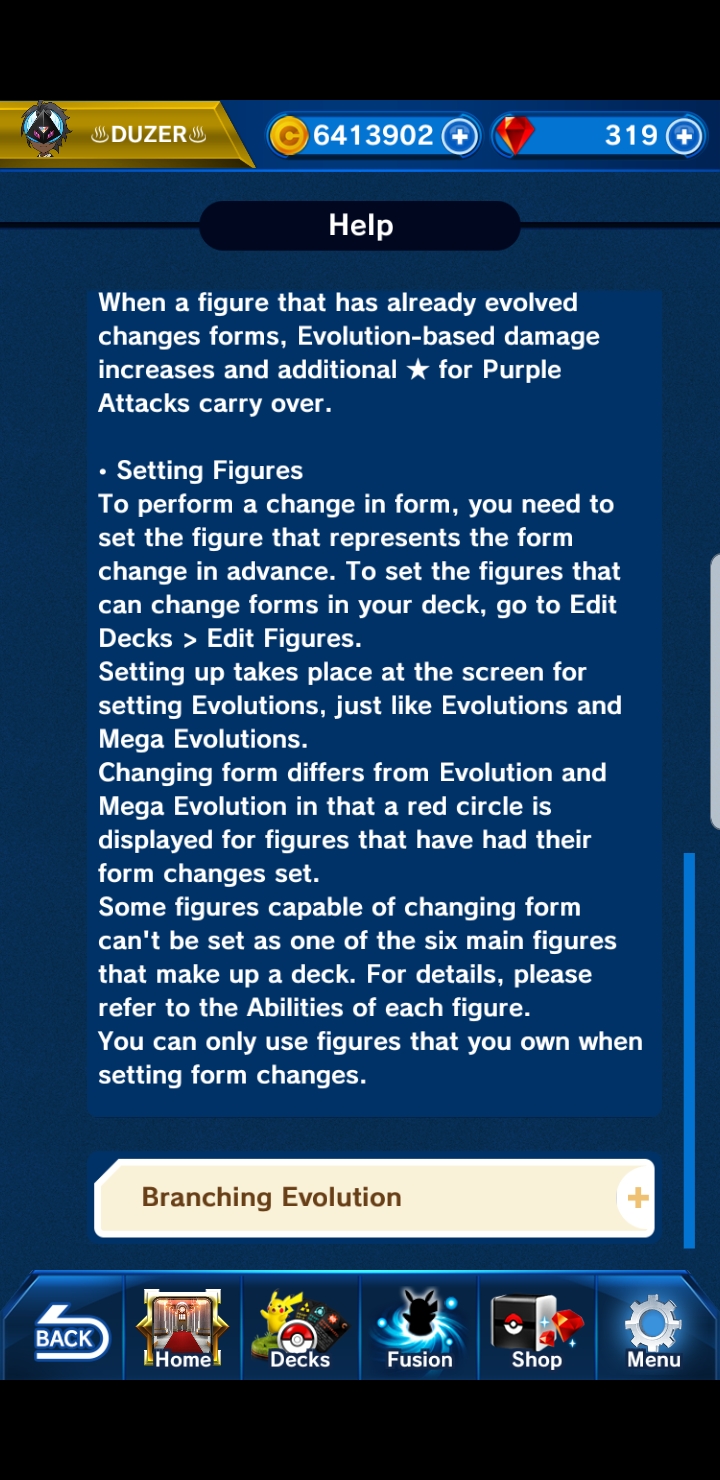 ♨DUZER♨
6413902
319
Help
When a figure that has already evolved
changes forms, Evolution-based damage
increases and additional ★ for Purple
Attacks carry over.
• Setting Figures
To perform a change in form, you need to
set the figure that represents the form
change in advance. To set the figures that
can change forms in your deck, go to Edit
Decks > Edit Figures.
Setting up takes place at the screen for
setting Evolutions, just like Evolutions and
Mega Evolutions.
Changing form differs from Evolution and
Mega Evolution in that a red circle is
displayed for figures that have had their
form changes set.
Some figures capable of changing form
can't be set as one of the six main figures
that make up a deck. For details, please
refer to the Abilities of each figure.
You can only use figures that you own when
setting form changes.
Branching Evolution
BACK
Home
Decks
Fusion
Shop
Menu